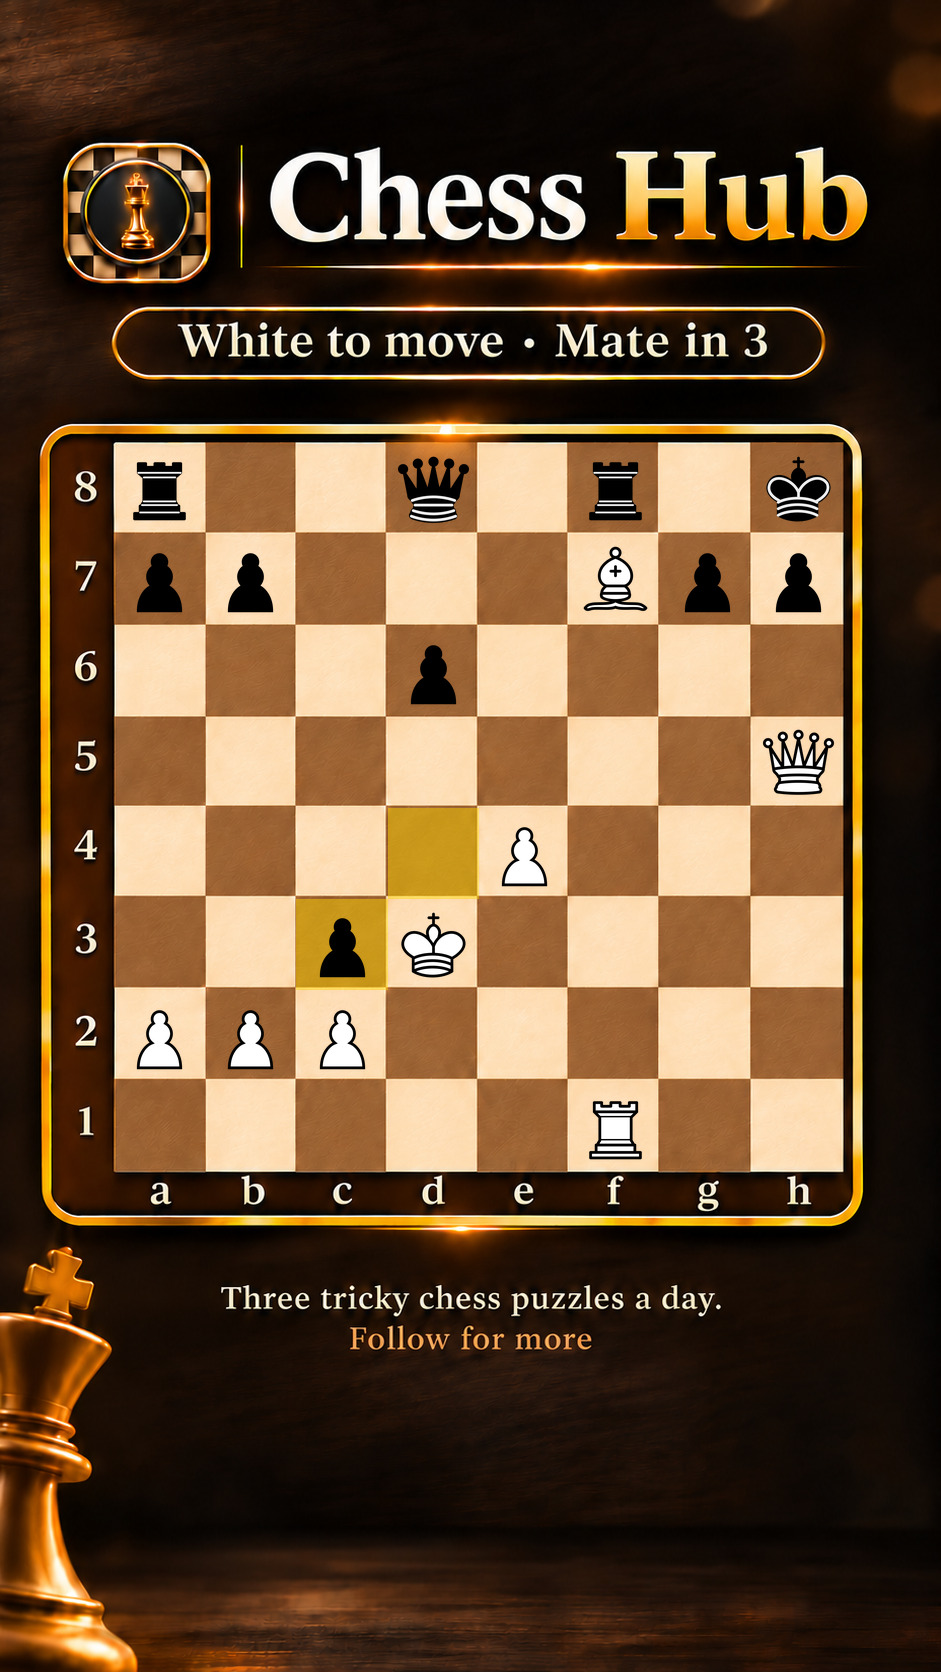 Chess Hub
White to move • Mate in 3
8
7
6
5
4
3
2
1
a b c d e f g h
Three tricky chess puzzles a day.
Follow for more